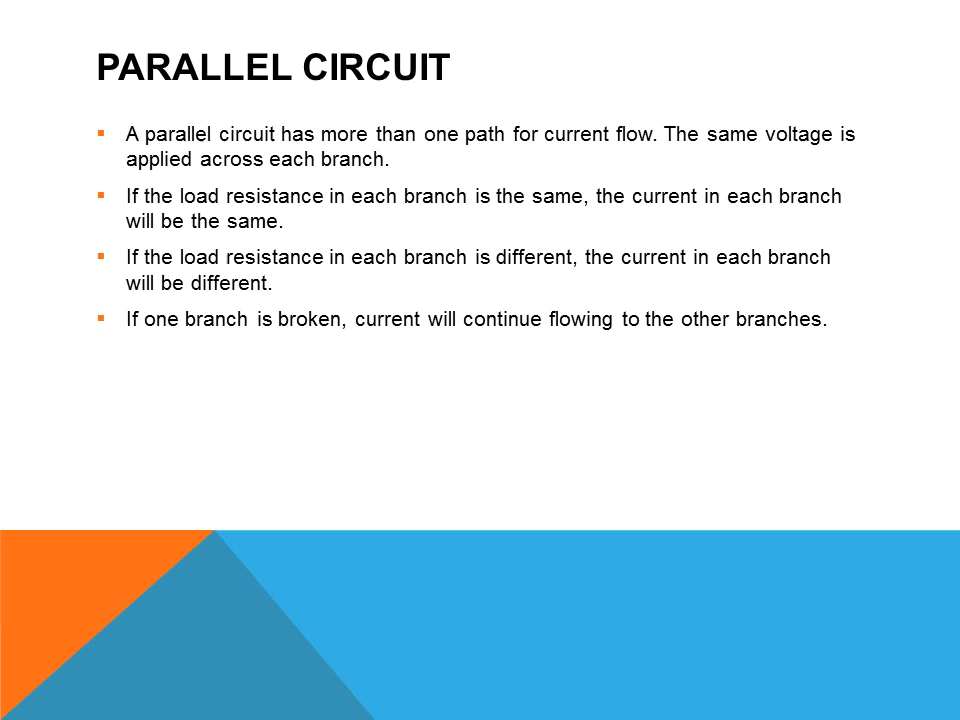 PARALLEL CIRCUIT
▪ A parallel circuit has more than one path for current flow. The same voltage is
applied across each branch.
▪ If the load resistance in each branch is the same, the current in each branch
will be the same.
▪ If the load resistance in each branch is different, the current in each branch
will be different.
▪ If one branch is broken, current will continue flowing to the other branches.